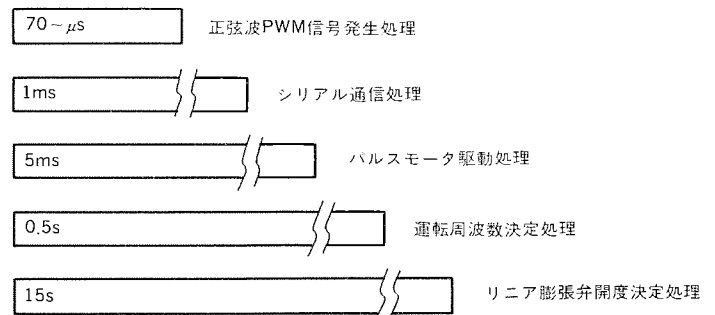 70~μs 正弦波PWM信号発生処理
1ms シリアル通信処理
5ms パルスモータ駆動処理
0.5s 運転周波数決定処理
15s リニア膨張弁開度決定処理